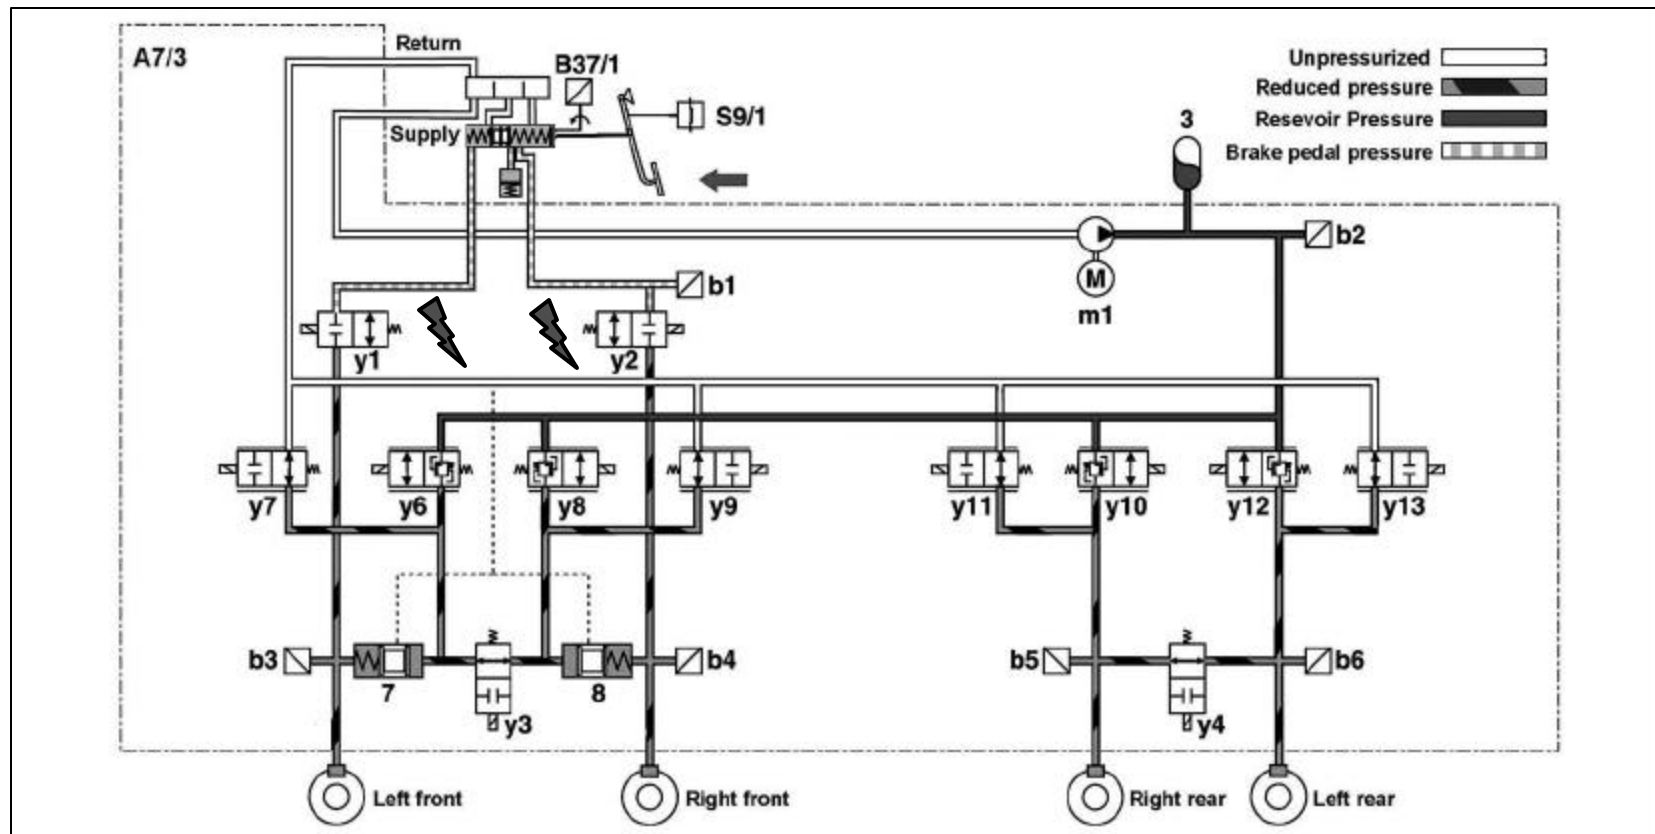 A7/3
Return
B37/1
S9/1
Supply
Unpressurized
Reduced pressure
Resevoir Pressure
Brake pedal pressure
3
b2
M
m1
b1
y1
y2
y7
y6
y8
y9
y11
y10
y12
y13
b3
7
y3
8
b4
b5
y4
b6
Left front
Right front
Right rear
Left rear